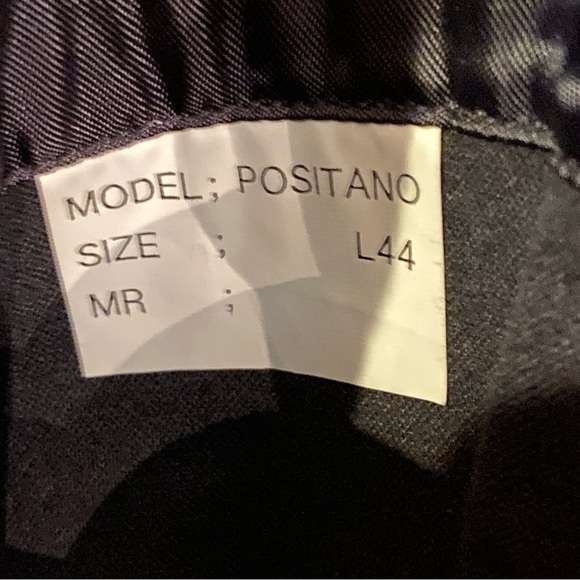 MODEL; POSITANO
SIZE ; L44
MR ;